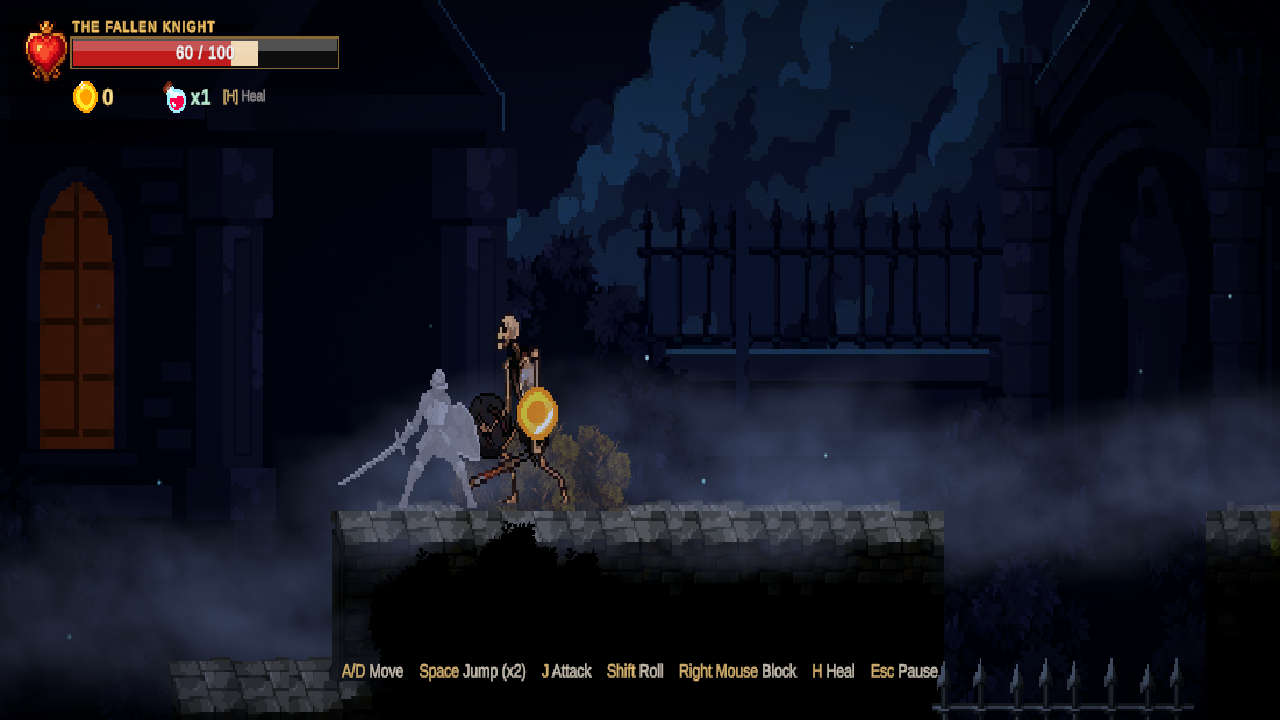 THE FALLEN KNIGHT
60 / 100
0 x1 [H] Heal
A/D Move Space Jump (x2) J Attack Shift Roll Right Mouse Block H Heal Esc Pause